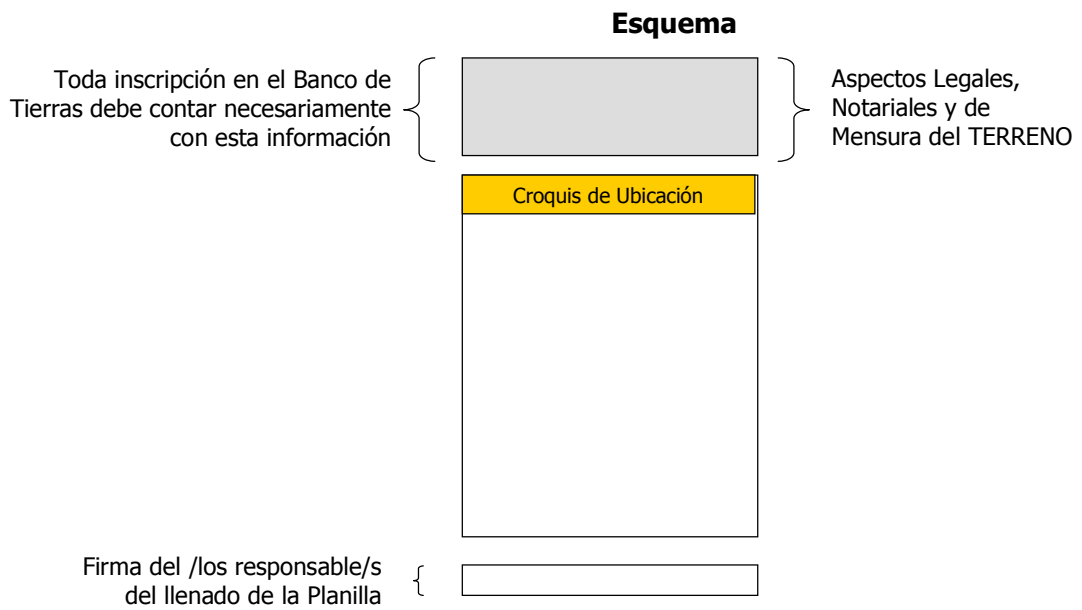 Esquema
Toda inscripción en el Banco de
Tierras debe contar necesariamente
con esta información
Aspectos Legales,
Notariales y de
Mensura del TERRENO
Croquis de Ubicación
Firma del /los responsable/s
del llenado de la Planilla